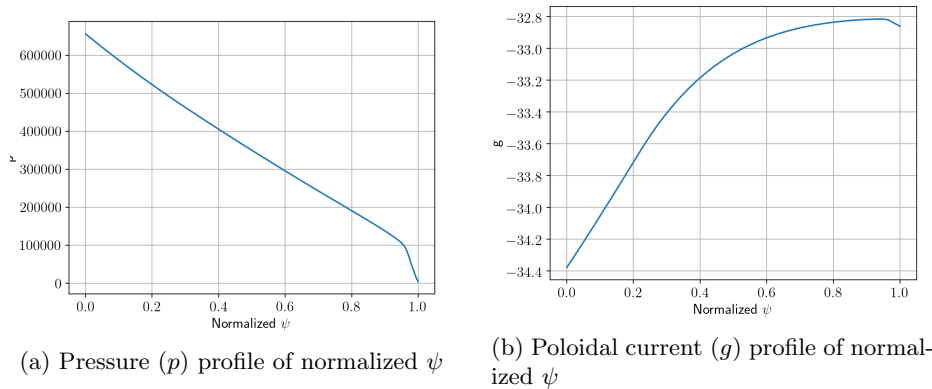 600000
500000
400000
300000
200000
100000
0
0.0 0.2 0.4 0.6 0.8 1.0
Normalized ψ
(a) Pressure (p) profile of normalized ψ
−32.8
−33.0
−33.2
−33.4
g −33.6
−33.8
−34.0
−34.2
−34.4
0.0 0.2 0.4 0.6 0.8 1.0
Normalized ψ
(b) Poloidal current (g) profile of normal-
ized ψ